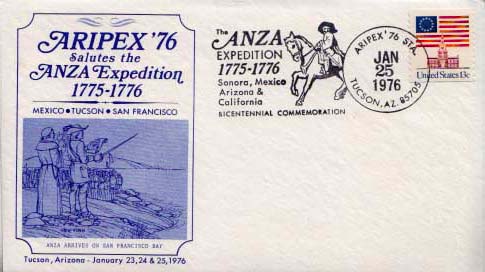 ARIPEX '76
Salutes the
ANZA Expedition
1775-1776
MEXICO • TUCSON • SAN FRANCISCO
ANZA ARRIVES ON SAN FRANCISCO BAY
Tucson, Arizona - January 23, 24 & 25, 1976
The
ANZA
EXPEDITION
1775-1776
Sonora, Mexico
Arizona &
California
BICENTENNIAL COMMEMORATION
ARIPEX '76 STA.
JAN
25
1976
TUCSON, AZ. 85705
United States 13c